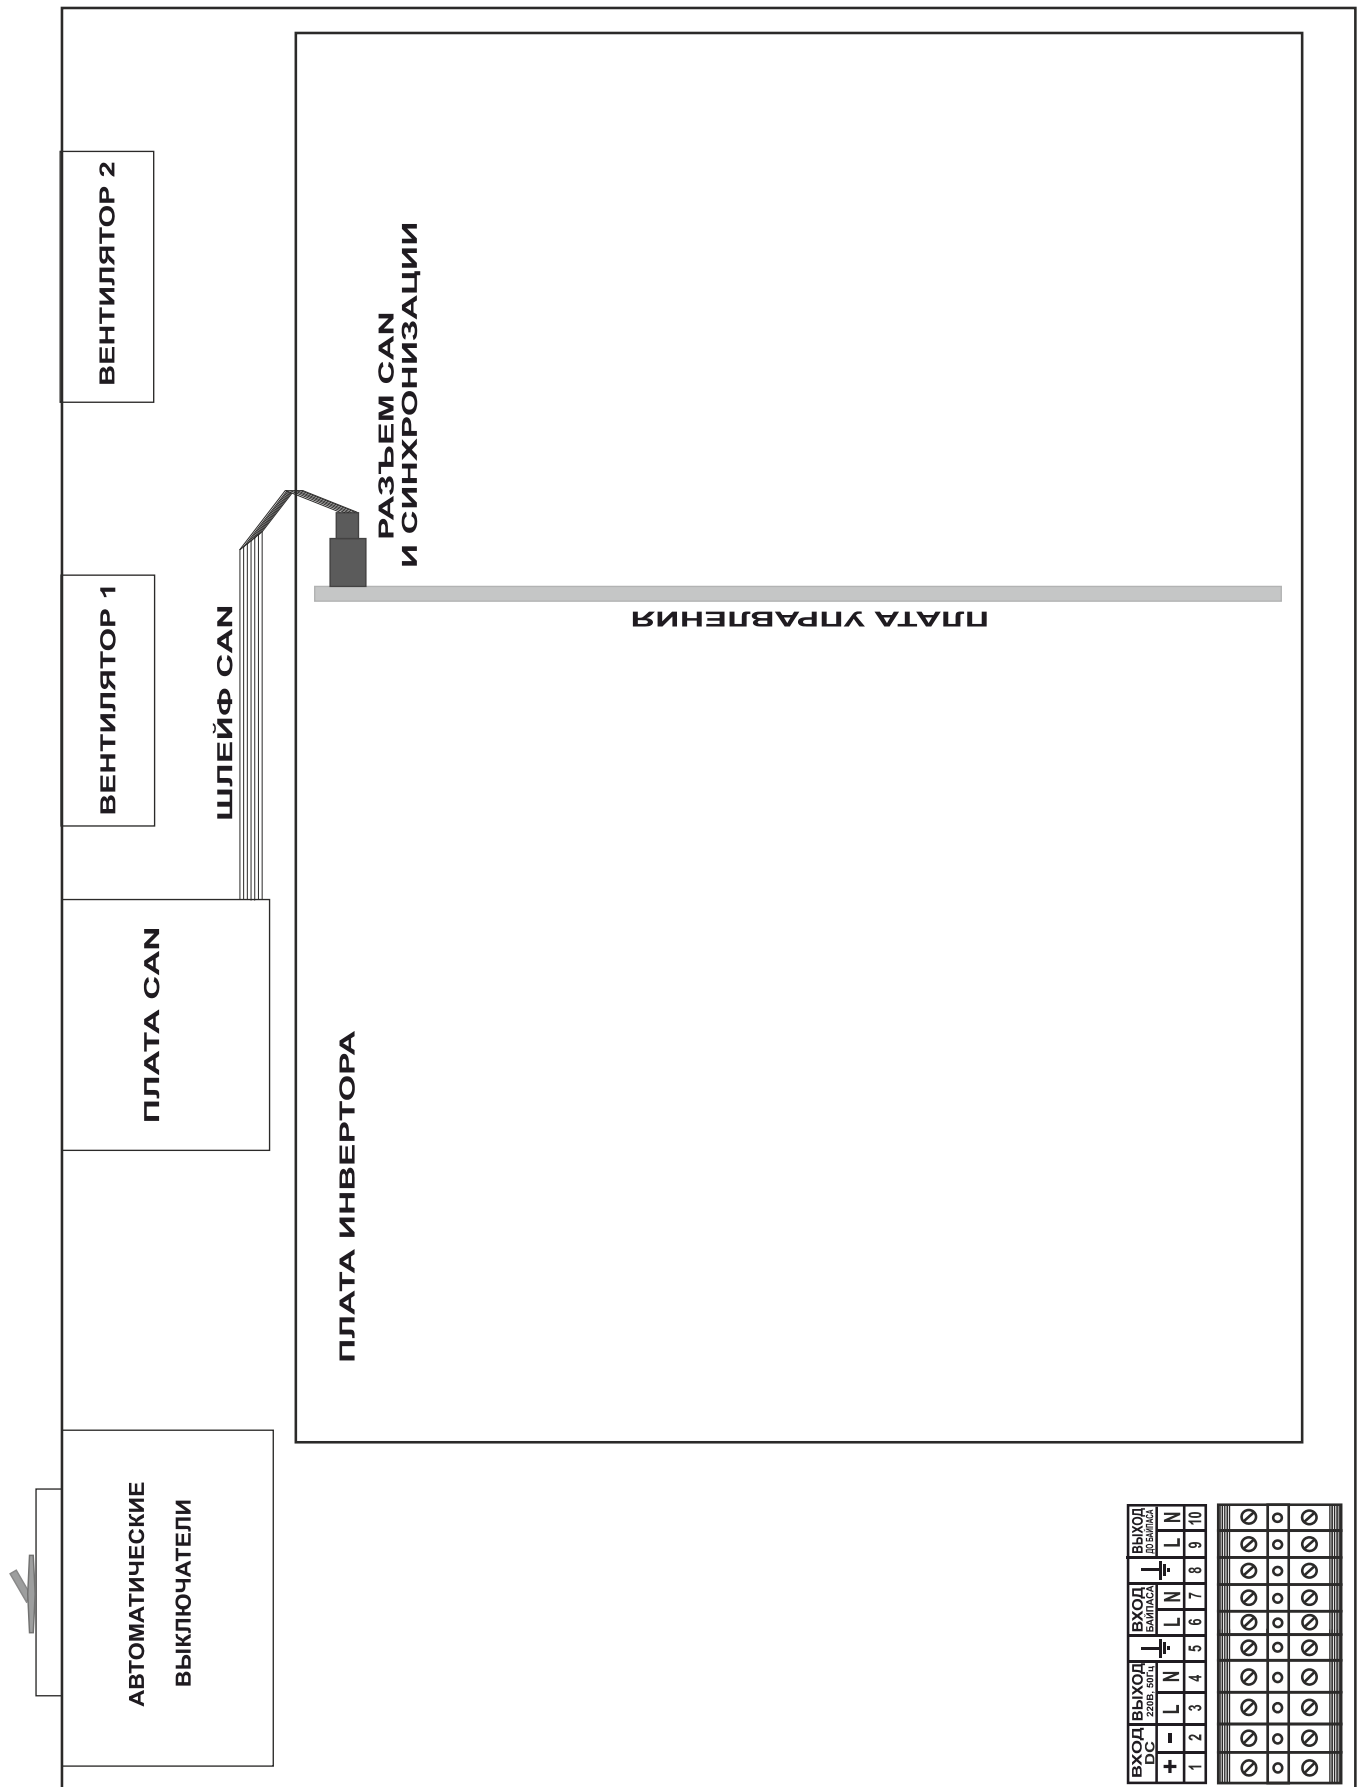 ВЕНТИЛЯТОР 2
РАЗЪЕМ CAN
И СИНХРОНИЗАЦИИ
ВЕНТИЛЯТОР 1
ШЛЕЙФ CAN
ПЛАТА УПРАВЛЕНИЯ
ПЛАТА CAN
ПЛАТА ИНВЕРТОРА
АВТОМАТИЧЕСКИЕ
ВЫКЛЮЧАТЕЛИ
ВХОД
DC
ВЫХОД
220В, 50Гц
ВХОД
БАЙПАСА
ВЫХОД
ДО БАЙПАСА
+ - L N L N L N
1 2 3 4 5 6 7 8 9 10